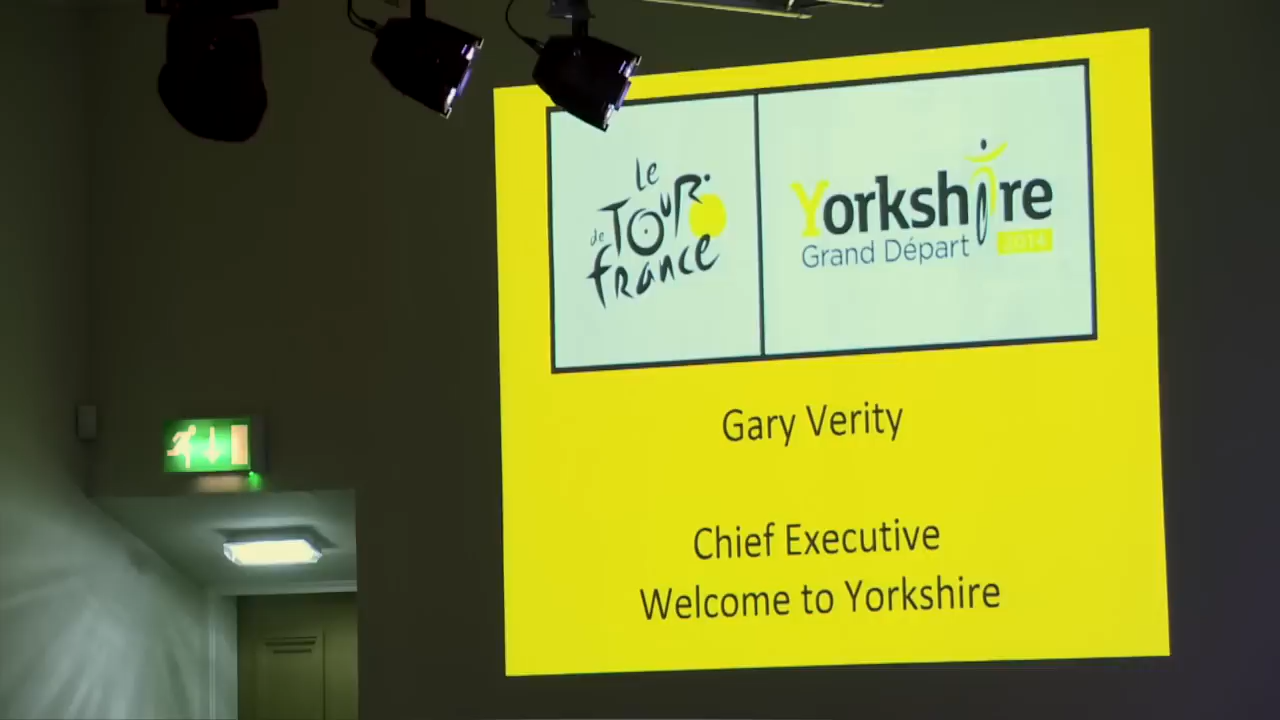 Le
Tour
de
france
Yorkshire
Grand Départ
2014
Gary Verity
Chief Executive
Welcome to Yorkshire